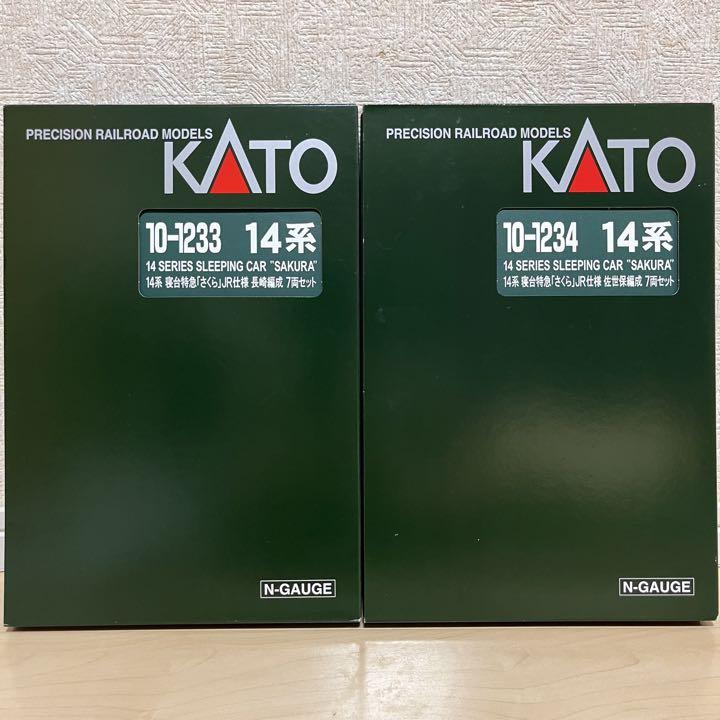 PRECISION RAILROAD MODELS
KATO
10-1233 14系
14 SERIES SLEEPING CAR "SAKURA"
14系 寝台特急「さくら」JR仕様 長崎編成 7両セット
N-GAUGE
PRECISION RAILROAD MODELS
KATO
10-1234 14系
14 SERIES SLEEPING CAR "SAKURA"
14系 寝台特急「さくら」JR仕様 佐世保編成 7両セット
N-GAUGE